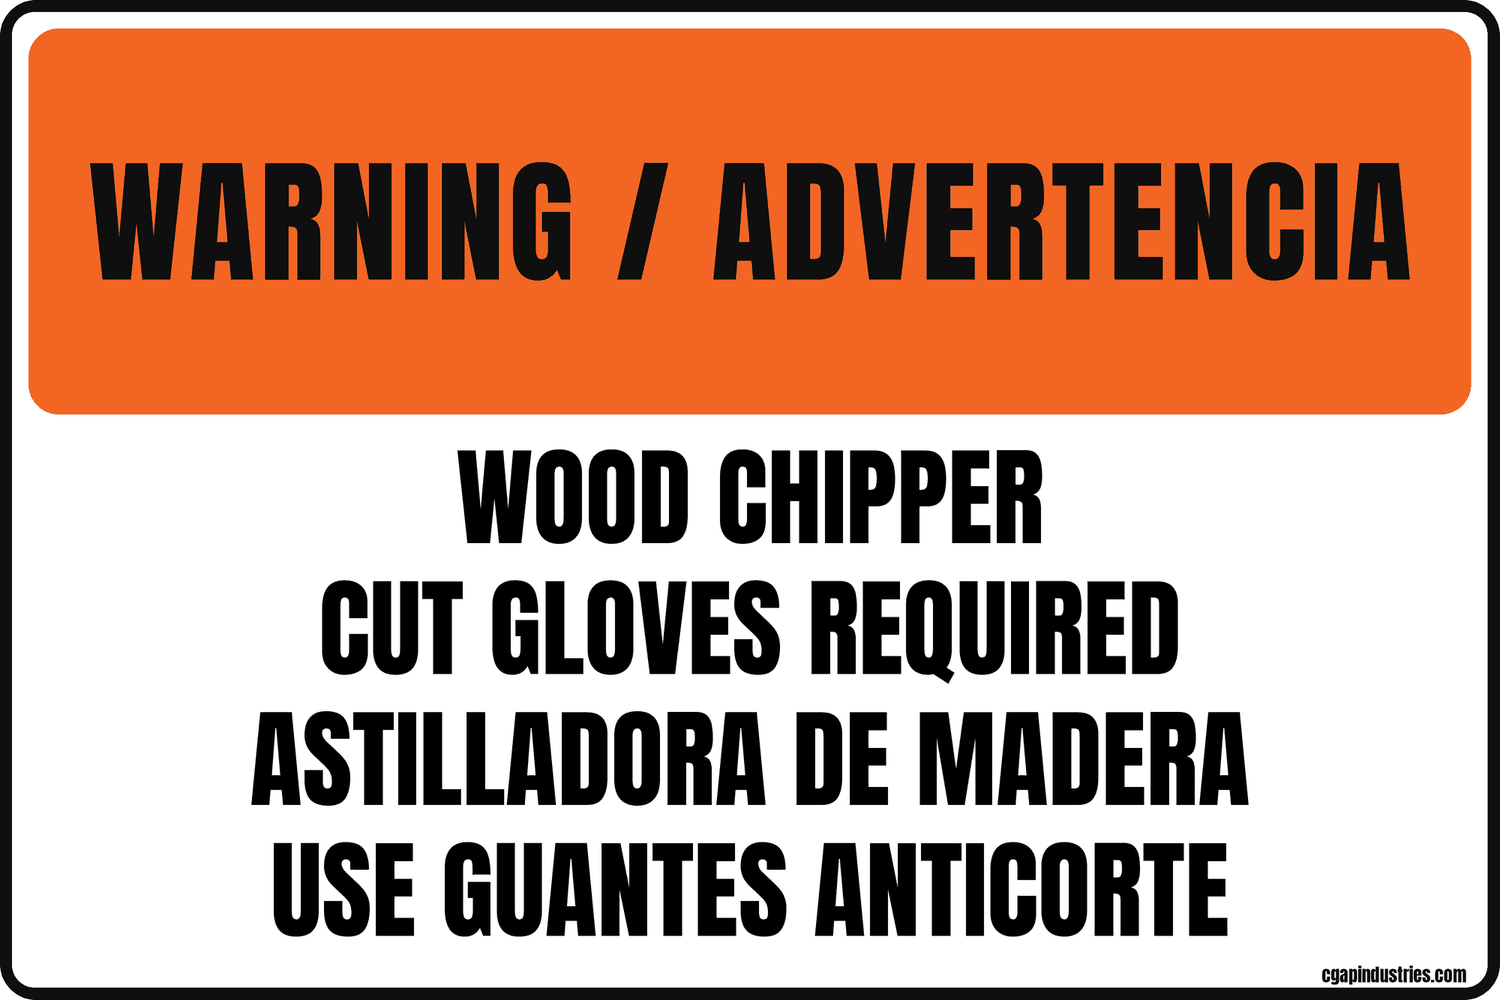 WARNING / ADVERTENCIA
WOOD CHIPPER
CUT GLOVES REQUIRED
ASTILLADORA DE MADERA
USE GUANTES ANTICORTE
cgapindustries.com